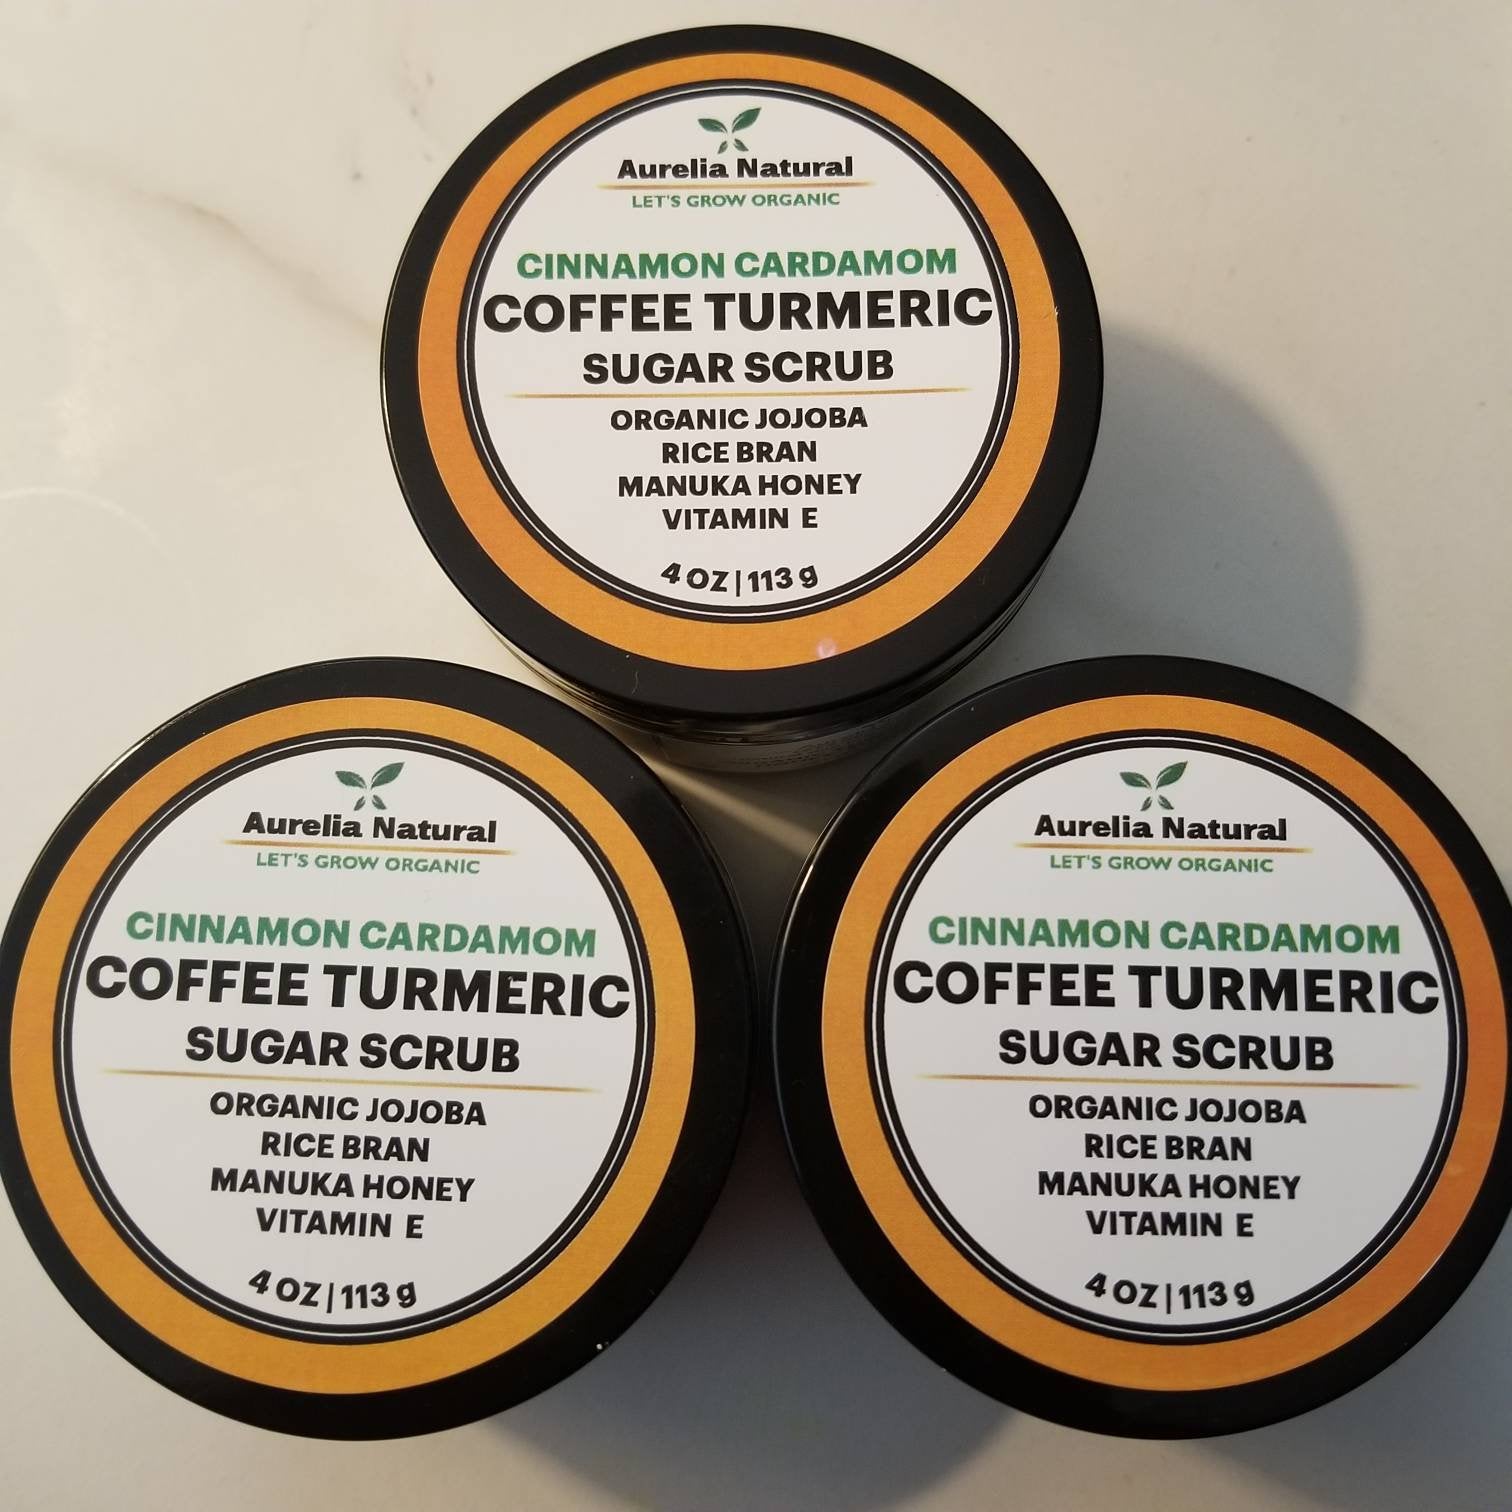 Aurelia Natural
LET'S GROW ORGANIC
CINNAMON CARDAMOM
COFFEE TURMERIC
SUGAR SCRUB
ORGANIC JOJOBA
RICE BRAN
MANUKA HONEY
VITAMIN E
4 OZ | 113 g
Aurelia Natural
LET'S GROW ORGANIC
CINNAMON CARDAMOM
COFFEE TURMERIC
SUGAR SCRUB
ORGANIC JOJOBA
RICE BRAN
MANUKA HONEY
VITAMIN E
4 OZ | 113 g
Aurelia Natural
LET'S GROW ORGANIC
CINNAMON CARDAMOM
COFFEE TURMERIC
SUGAR SCRUB
ORGANIC JOJOBA
RICE BRAN
MANUKA HONEY
VITAMIN E
4 OZ | 113 g